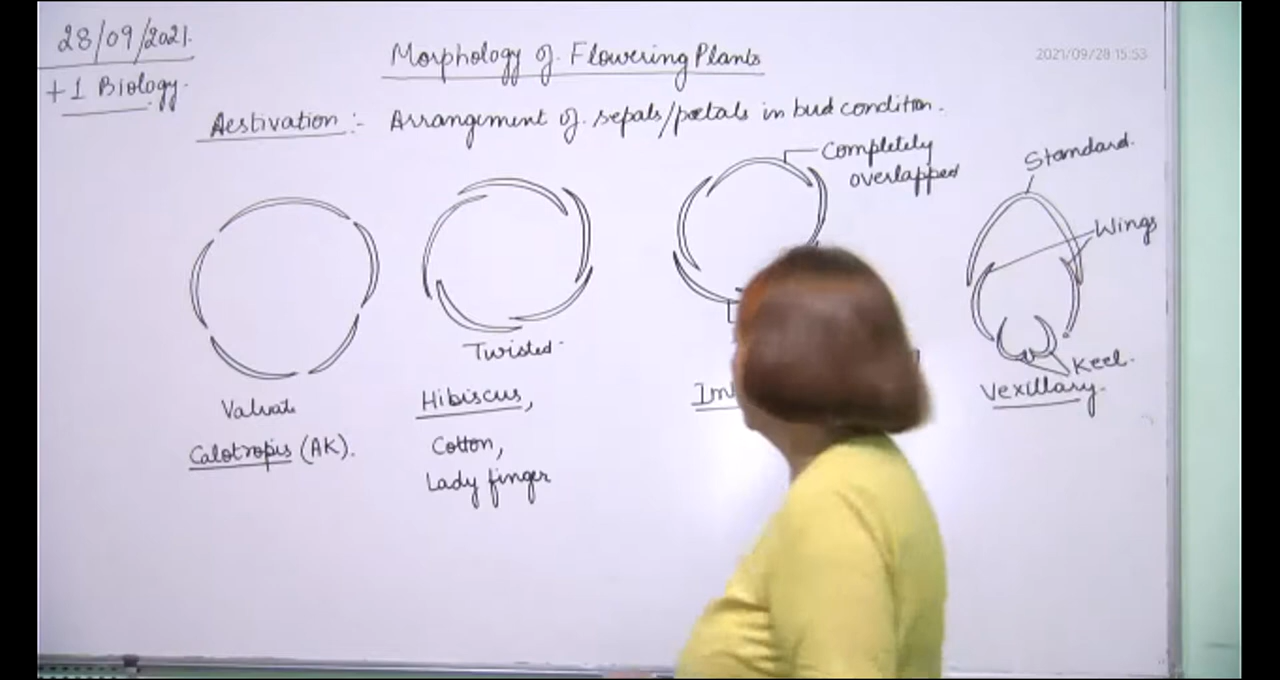 28/09/2021.
+1 Biology.
Morphology of Flowering Plants
2021/09/28 15:53
Aestivation :- Arrangement of sepals/petals in bud condition.
Completely
overlapped
Standard.
Wings
Keel.
Vexillary.
Twisted
Hibiscus,
Cotton,
Lady finger
Valvate
Calotropis (AK).